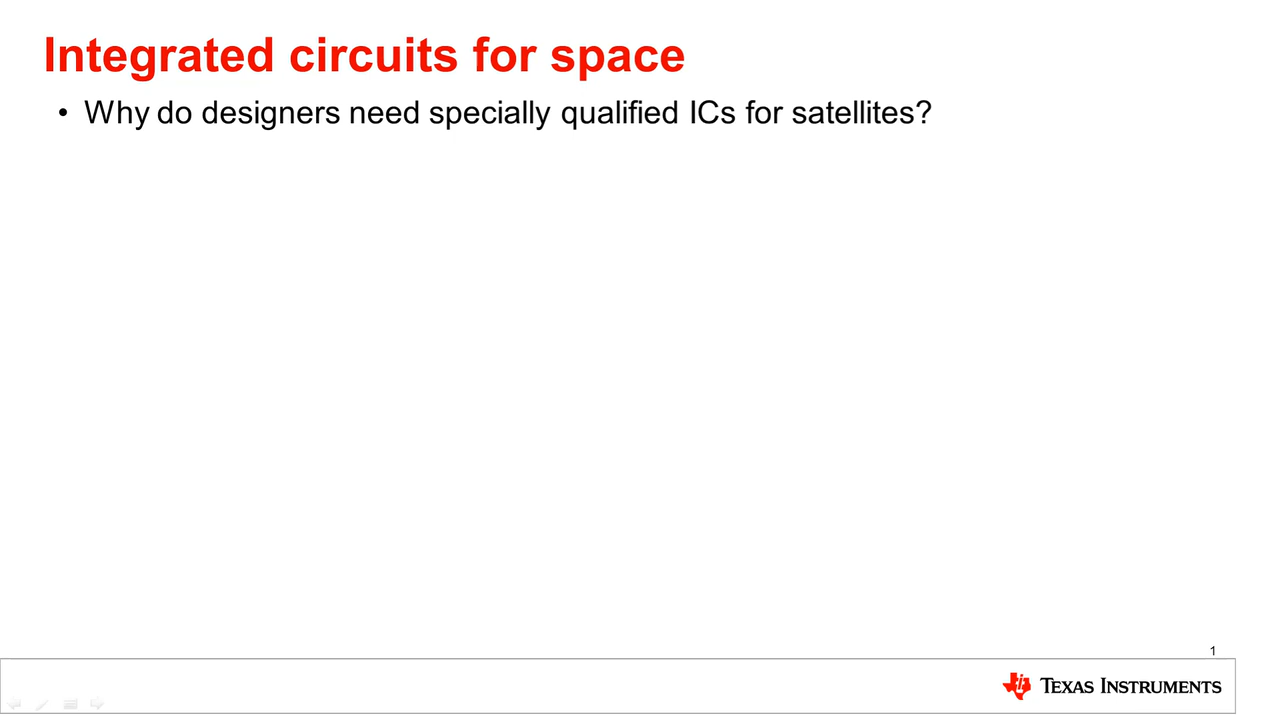 Integrated circuits for space
• Why do designers need specially qualified ICs for satellites?
1
TEXAS INSTRUMENTS